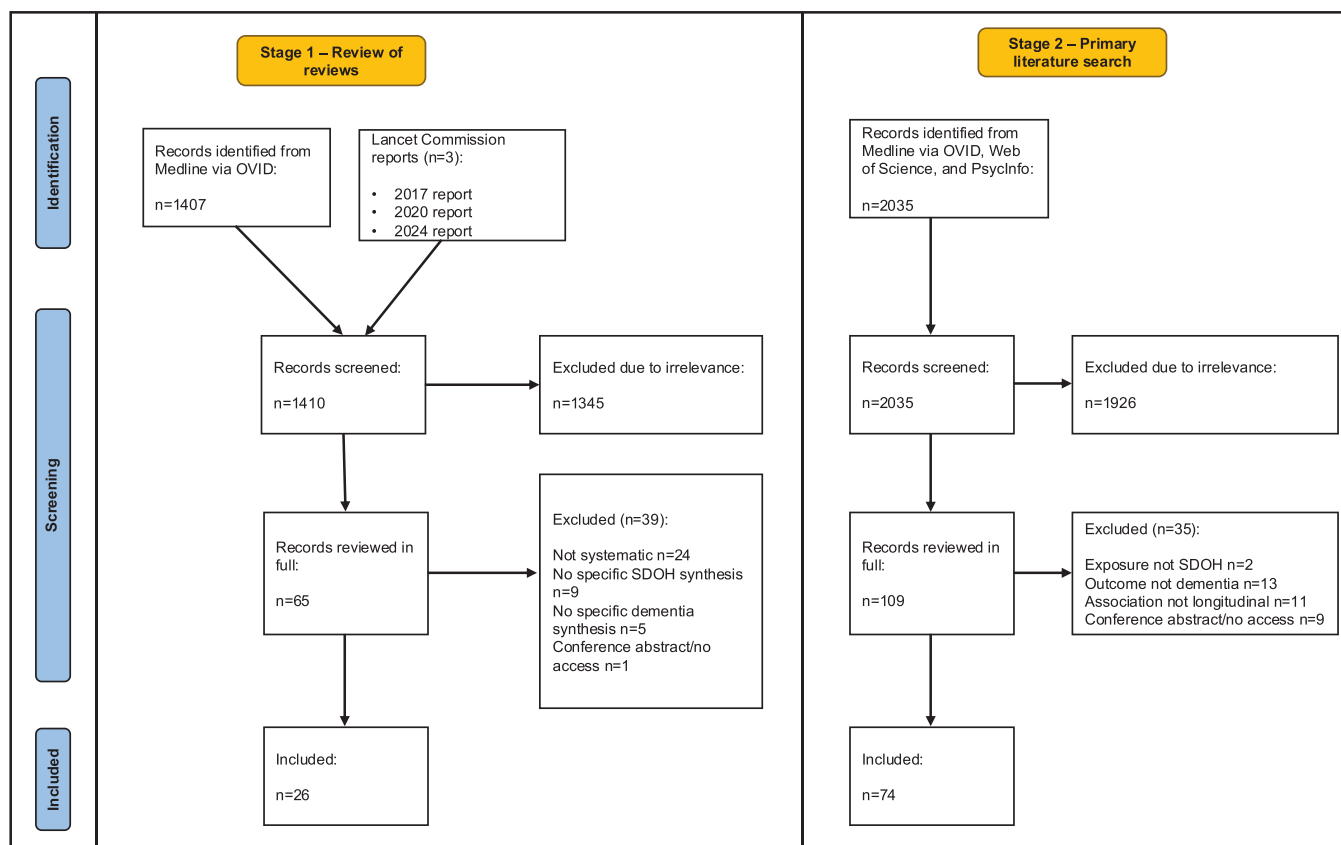 Stage 1 – Review of
reviews
Stage 2 – Primary
literature search
Identification
Records identified from
Medline via OVID:
n=1407
Lancet Commission
reports (n=3):
• 2017 report
• 2020 report
• 2024 report
Records identified from
Medline via OVID, Web
of Science, and PsycInfo:
n=2035
Screening
Records screened:
n=1410
Excluded due to irrelevance:
n=1345
Records screened:
n=2035
Excluded due to irrelevance:
n=1926
Records reviewed in
full:
n=65
Excluded (n=39):
Not systematic n=24
No specific SDOH synthesis
n=9
No specific dementia
synthesis n=5
Conference abstract/no
access n=1
Records reviewed in
full:
n=109
Excluded (n=35):
Exposure not SDOH n=2
Outcome not dementia n=13
Association not longitudinal n=11
Conference abstract/no access n=9
Included
Included:
n=26
Included:
n=74